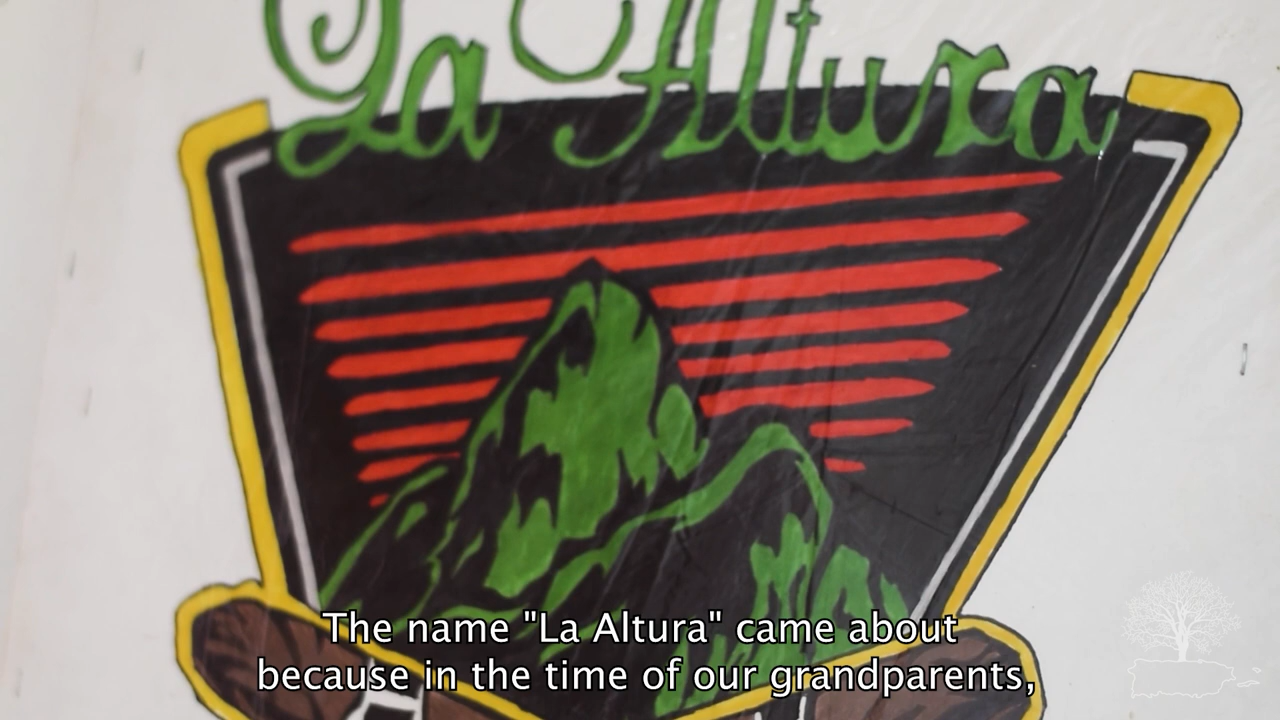 La Altura
The name "La Altura" came about
because in the time of our grandparents,